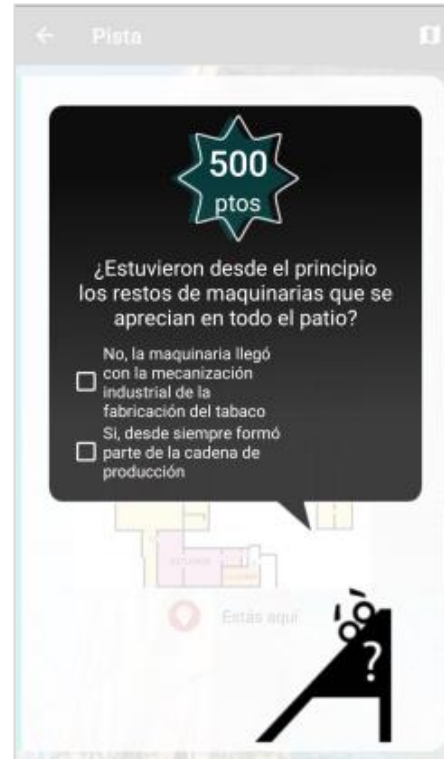 Pista
500
ptos
¿Estuvieron desde el principio
los restos de maquinarias que se
aprecian en todo el patio?
No, la maquinaria llegó
con la mecanización
industrial de la
fabricación del tabaco
Si, desde siempre formó
parte de la cadena de
producción
Estás aquí
?